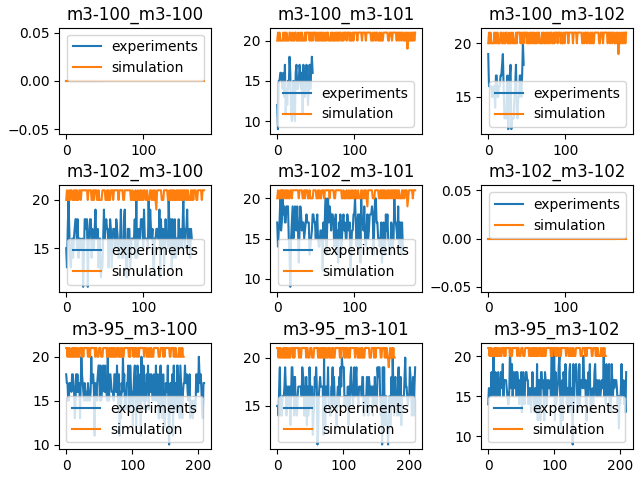 m3-100_m3-100
m3-100_m3-101
m3-100_m3-102
0.05
0.00
−0.05
experiments
simulation
0
100
20
15
10
experiments
simulation
0
100
20
15
experiments
simulation
0
100
m3-102_m3-100
m3-102_m3-101
m3-102_m3-102
20
15
experiments
simulation
0
100
20
15
10
experiments
simulation
0
100
0.05
0.00
−0.05
experiments
simulation
0
100
m3-95_m3-100
m3-95_m3-101
m3-95_m3-102
20
15
10
experiments
simulation
0
100
200
20
15
experiments
simulation
0
100
200
20
15
10
experiments
simulation
0
100
200